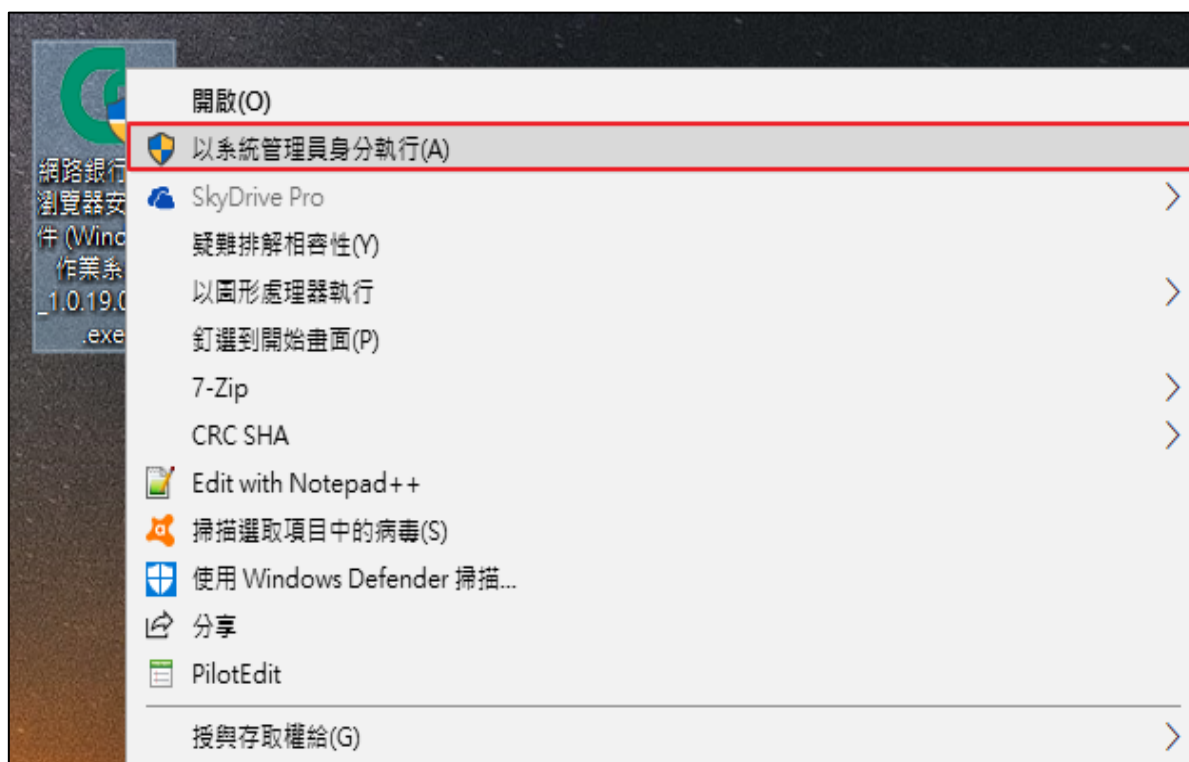 網路銀行
瀏覽器安
件 (Wind
作業系
_1.0.19.0
.exe
開啟(O)
以系統管理員身分執行(A)
SkyDrive Pro
疑難排解相容性(Y)
以圖形處理器執行
釘選到開始畫面(P)
7-Zip
CRC SHA
Edit with Notepad++
掃描選取項目中的病毒(S)
使用 Windows Defender 掃描...
分享
PilotEdit
授與存取權給(G)